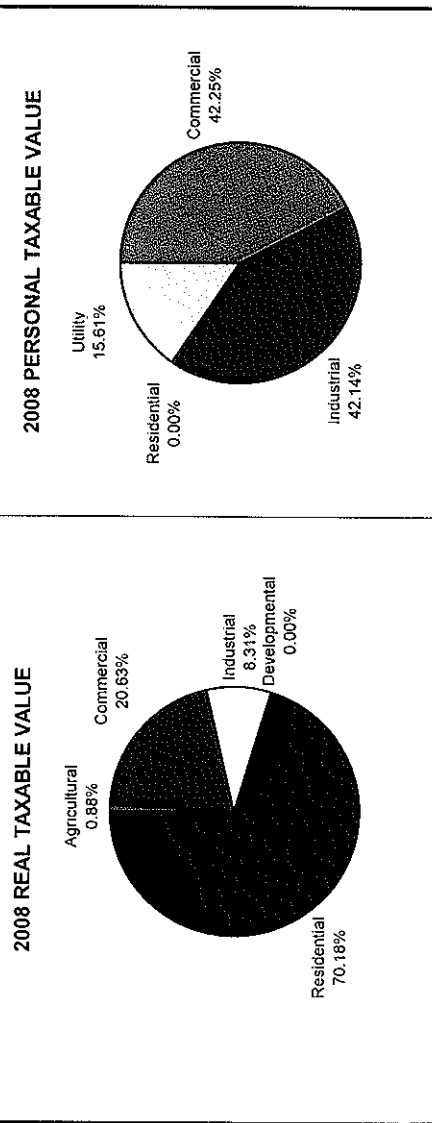 2008 REAL TAXABLE VALUE
Agricultural
0.88%
Commercial
20.63%
Industrial
8.31%
Developmental
0.00%
Residential
70.18%
2008 PERSONAL TAXABLE VALUE
Utility
15.61%
Commercial
42.25%
Residential
0.00%
Industrial
42.14%